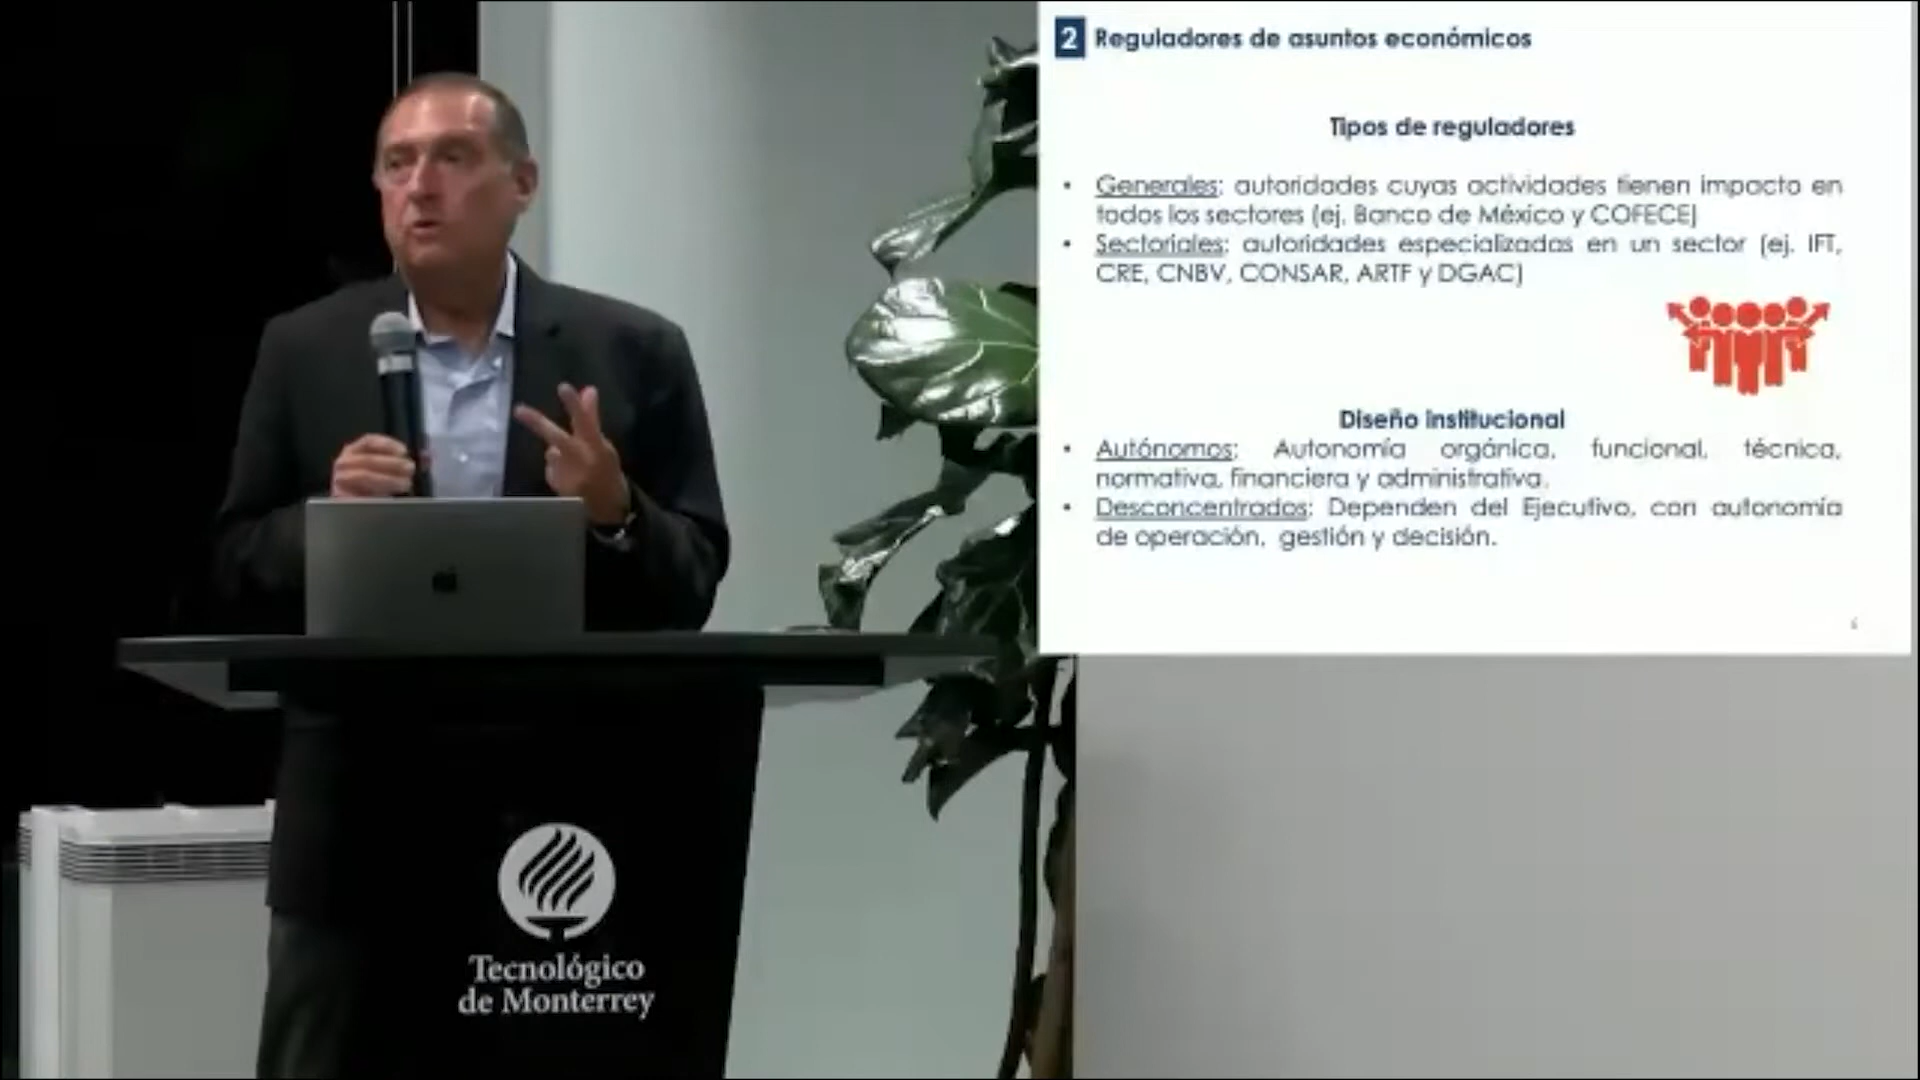 2 Reguladores de asuntos económicos
Tipos de reguladores
• Generales: autoridades cuyas actividades tienen impacto en
todos los sectores (ej. Banco de México y COFECE)
• Sectoriales: autoridades especializadas en un sector (ej. IFT,
CRE, CNBV, CONSAR, ARTF y DGAC)
Diseño institucional
• Autónomos: Autonomía orgánica, funcional, técnica,
normativa, financiera y administrativa.
• Desconcentrados: Dependen del Ejecutivo, con autonomía
de operación, gestión y decisión.
Tecnológico
de Monterrey